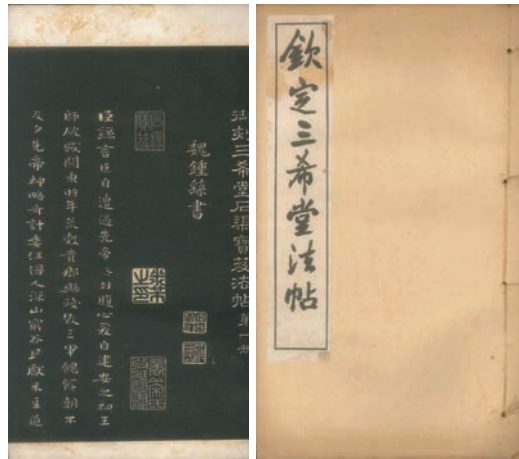 欽定三希堂法帖
御刻三希堂石渠寶笈法帖第一册
魏鍾繇書
臣繇言臣自遭遇先帝忝列腹心爰自建安之初王
師破賊關東時年荒穀貴郡縣殘毀三軍餽饟朝不
及夕先帝神略奇計委任得人深山窮谷民獻米豆道